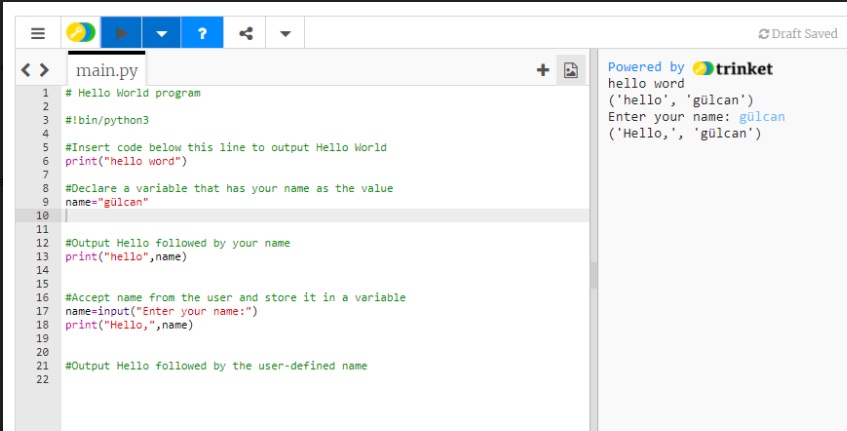 Draft Saved
main.py
1 # Hello World program
2
3 #!bin/python3
4
5 #Insert code below this line to output Hello World
6 print("hello word")
7
8 #Declare a variable that has your name as the value
9 name="gülcan"
10
11
12 #Output Hello followed by your name
13 print("hello",name)
14
15
16 #Accept name from the user and store it in a variable
17 name=input("Enter your name:")
18 print("Hello,",name)
19
20
21 #Output Hello followed by the user-defined name
22
Powered by trinket
hello word
('hello', 'gülcan')
Enter your name: gülcan
('Hello,', 'gülcan')